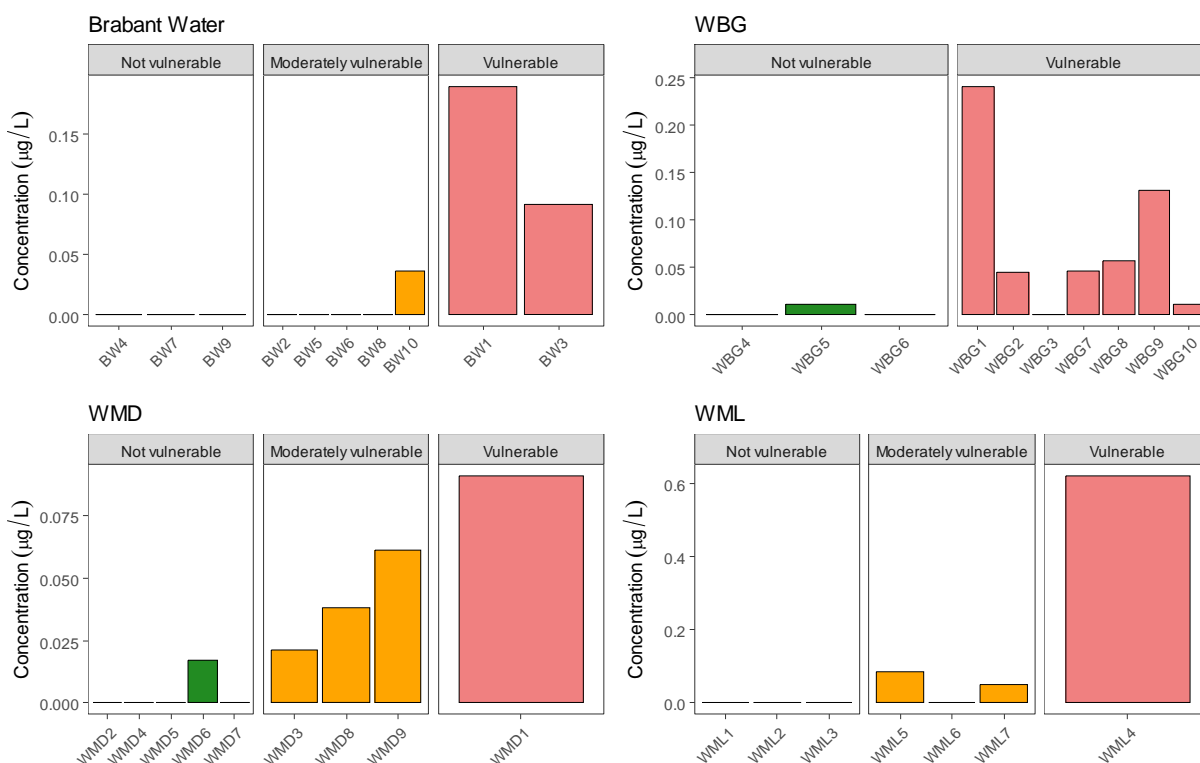 Brabant Water
Not vulnerable Moderately vulnerable Vulnerable
Concentration (μg/L)
0.15
0.10
0.05
0.00
BW4 BW7 BW9 BW2 BW5 BW6 BW8 BW10 BW1 BW3
WBG
Not vulnerable Vulnerable
Concentration (μg/L)
0.25
0.20
0.15
0.10
0.05
0.00
WBG4 WBG5 WBG6 WBG1 WBG2 WBG3 WBG7 WBG8 WBG9 WBG10
WMD
Not vulnerable Moderately vulnerable Vulnerable
Concentration (μg/L)
0.075
0.050
0.025
0.000
WMD2 WMD4 WMD5 WMD6 WMD7 WMD3 WMD8 WMD9 WMD1
WML
Not vulnerable Moderately vulnerable Vulnerable
Concentration (μg/L)
0.6
0.4
0.2
0.0
WML1 WML2 WML3 WML5 WML6 WML7 WML4